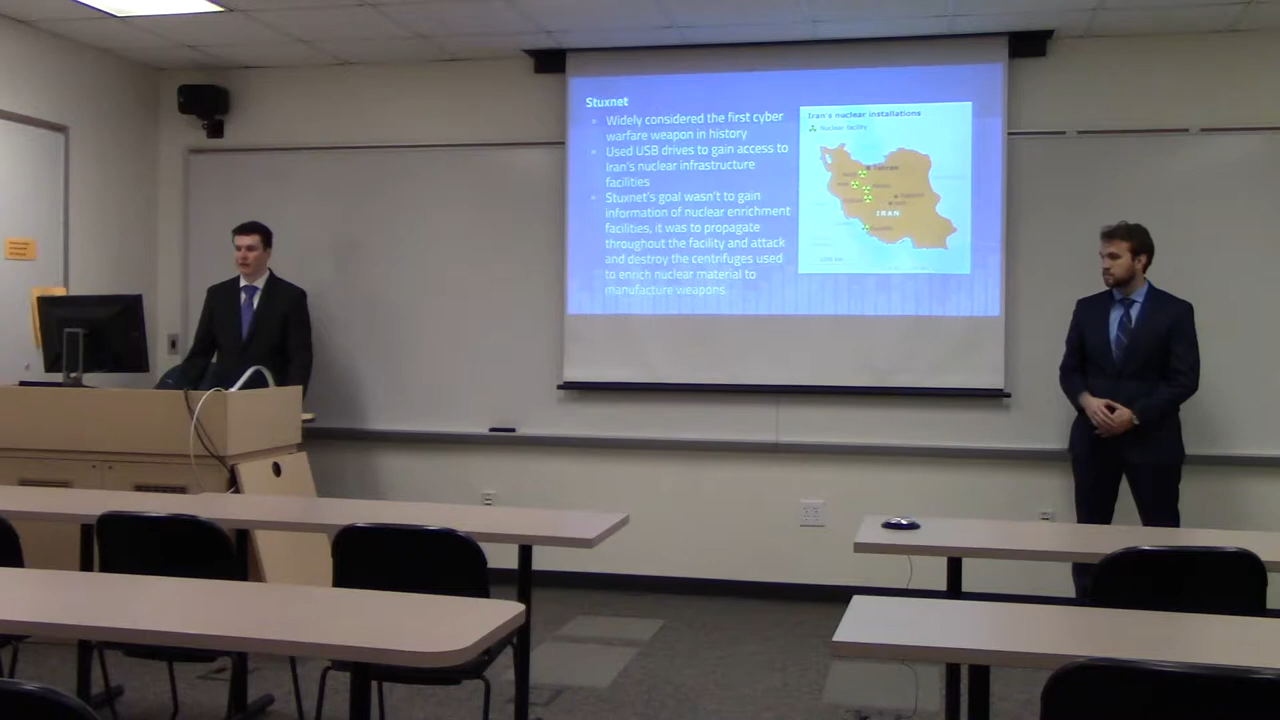 Stuxnet
Widely considered the first cyber
warfare weapon in history
Used USB drives to gain access to
Iran's nuclear infrastructure
facilities
Stuxnet's goal wasn't to gain
information of nuclear enrichment
facilities, it was to propagate
throughout the facility and attack
and destroy the centrifuges used
to enrich nuclear material to
manufacture weapons
Iran's nuclear installations
Nuclear facility
Tehran
IRAN